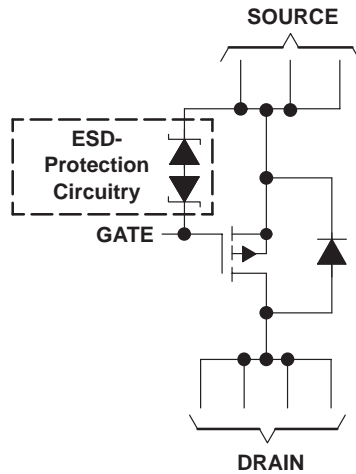 SOURCE
ESD-
Protection
Circuitry
GATE
DRAIN